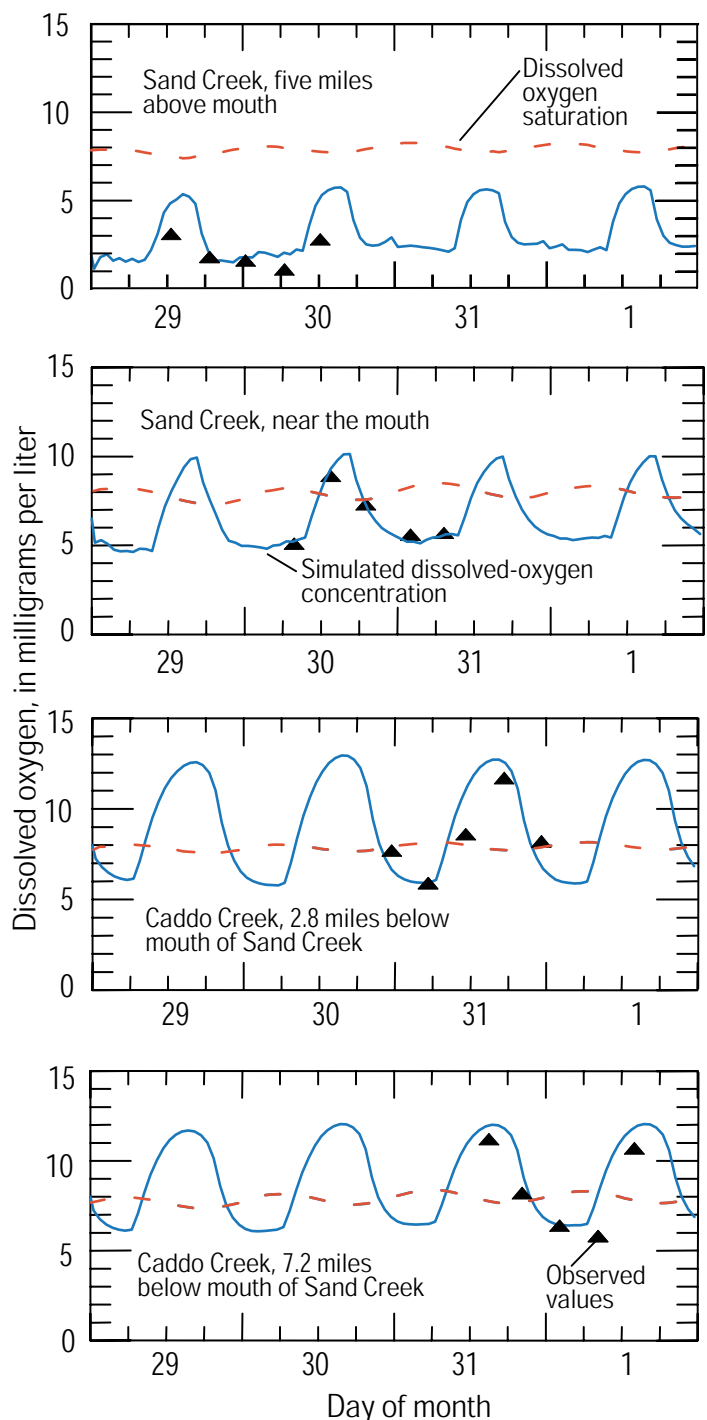 Dissolved oxygen, in milligrams per liter
15
10
5
0
Sand Creek, five miles
above mouth
Dissolved
oxygen
saturation
29
30
31
1
15
10
5
0
Sand Creek, near the mouth
Simulated dissolved-oxygen
concentration
29
30
31
1
15
10
5
0
Caddo Creek, 2.8 miles below
mouth of Sand Creek
29
30
31
1
15
10
5
0
Caddo Creek, 7.2 miles
below mouth of Sand Creek
Observed
values
29
30
31
1
Day of month